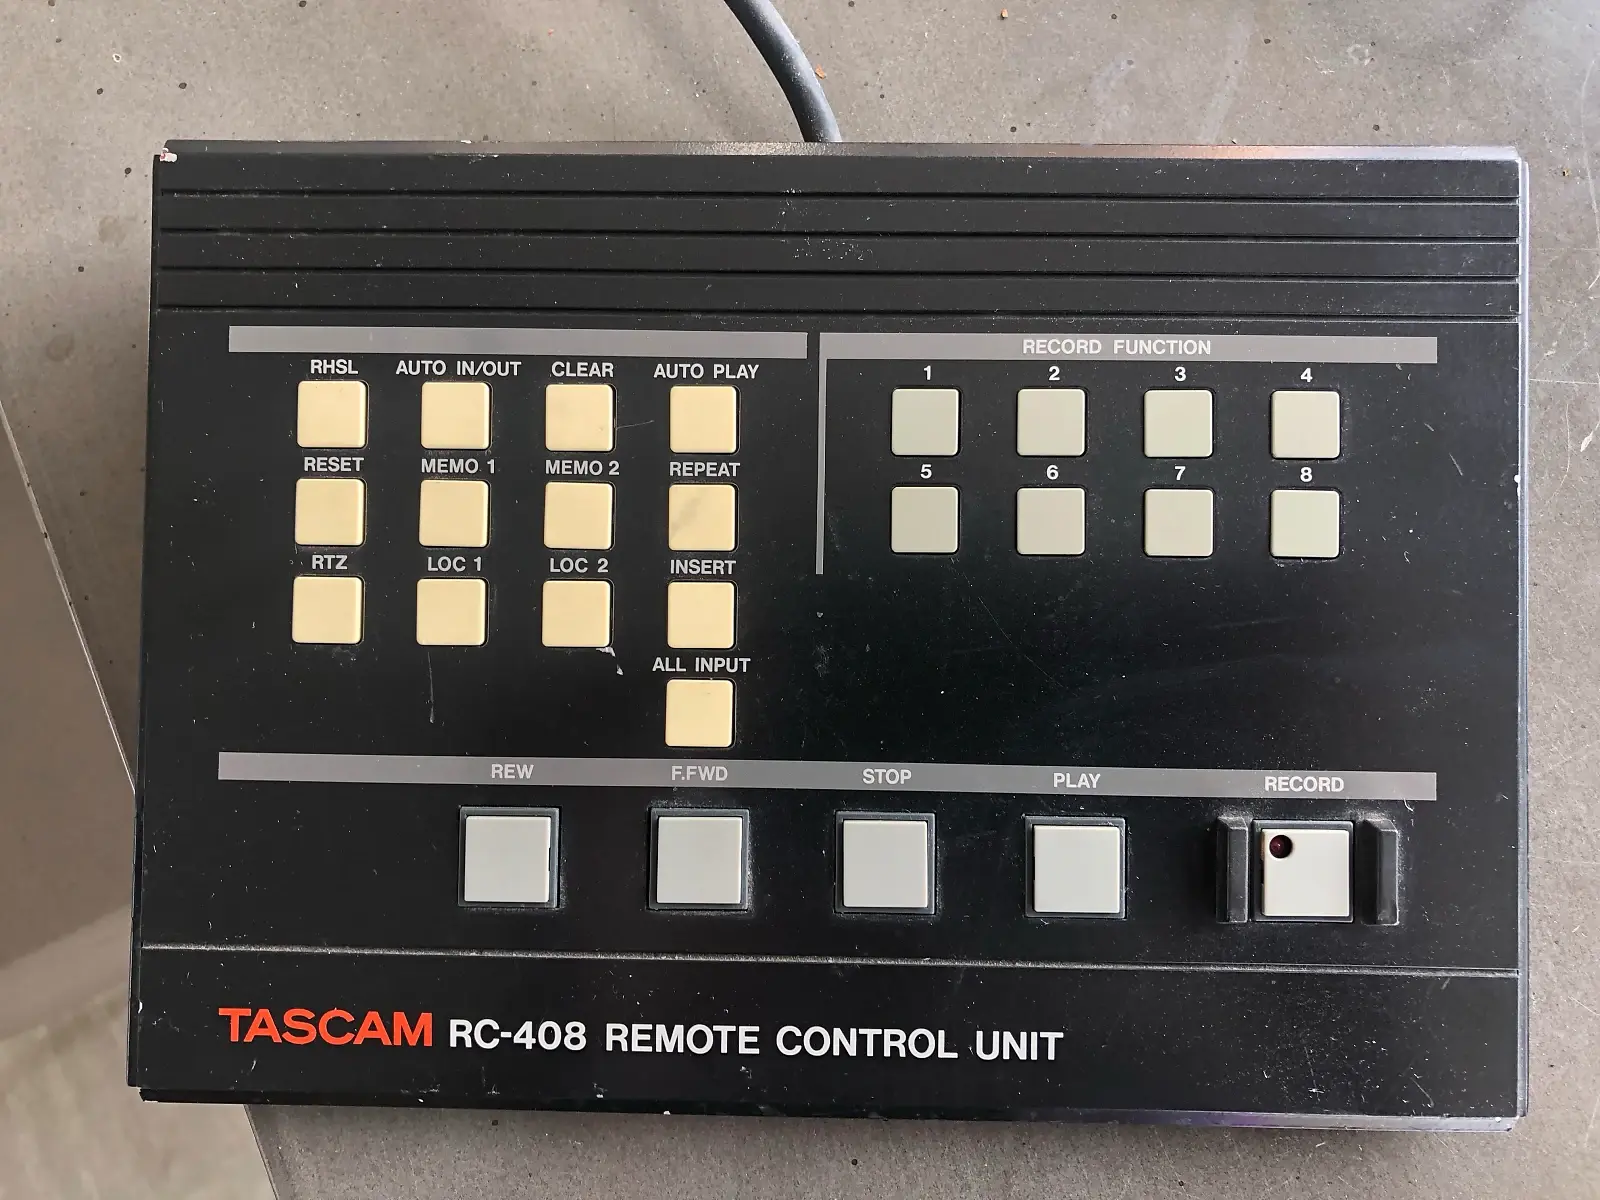 RECORD FUNCTION
RHSL AUTO IN/OUT CLEAR AUTO PLAY 1 2 3 4
RESET MEMO 1 MEMO 2 REPEAT 5 6 7 8
RTZ LOC 1 LOC 2 INSERT
ALL INPUT
REW F.FWD STOP PLAY RECORD
TASCAM RC-408 REMOTE CONTROL UNIT